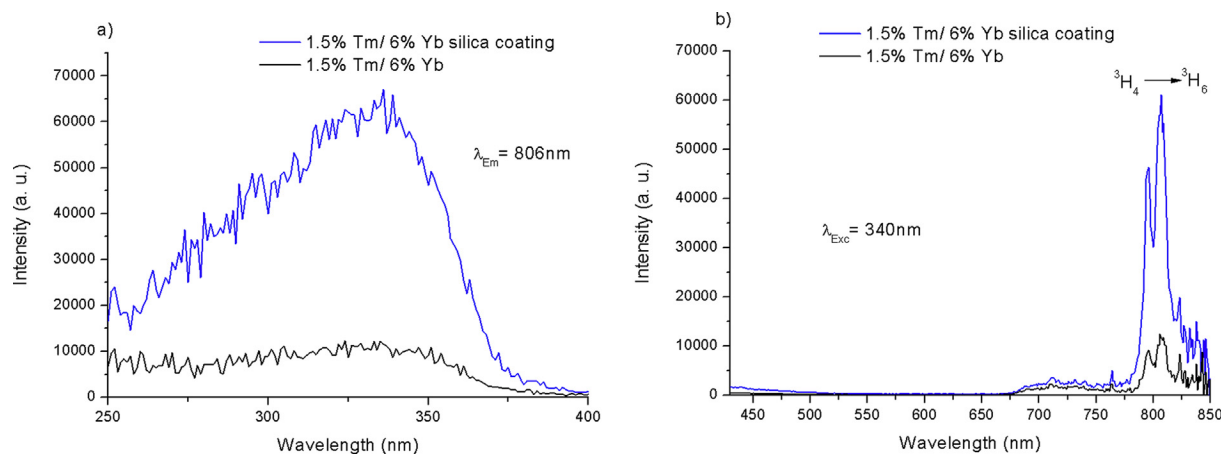 a)
1.5% Tm/ 6% Yb silica coating
1.5% Tm/ 6% Yb
70000
60000
50000
40000
30000
20000
10000
0
Intensity (a. u.)
λEm= 806nm
250
300
350
400
Wavelength (nm)
b)
1.5% Tm/ 6% Yb silica coating
1.5% Tm/ 6% Yb
70000
60000
50000
40000
30000
20000
10000
0
Intensity (a. u.)
³H₄ → ³H₆
λExc= 340nm
450
500
550
600
650
700
750
800
850
Wavelength (nm)